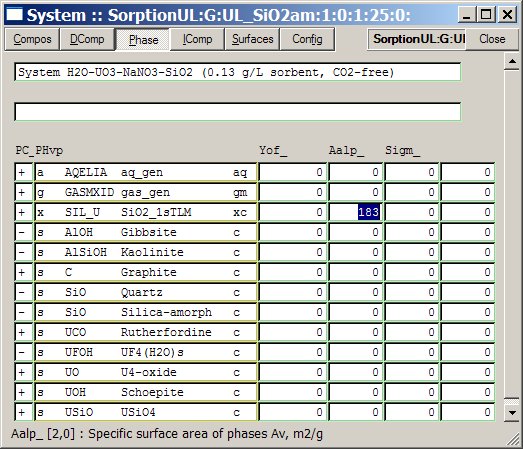 System :: SorptionUL:G:UL_SiO2am:1:0:1:25:0:
Compos DComp Phase IComp Surfaces Config SorptionUL:G:UL Close
System H2O-UO3-NaNO3-SiO2 (0.13 g/L sorbent, CO2-free)
PC_PHvp Yof_ Aalp_ Sigm_
+ a AQELIA aq_gen aq 0 0 0 0
+ g GASMXID gas_gen gm 0 0 0 0
+ x SIL_U SiO2_1sTLM xc 0 183 0 0
- s AlOH Gibbsite c 0 0 0 0
- s AlSiOH Kaolinite c 0 0 0 0
+ s C Graphite c 0 0 0 0
- s SiO Quartz c 0 0 0 0
- s SiO Silica-amorph c 0 0 0 0
+ s UCO Rutherfordine c 0 0 0 0
- s UFOH UF4(H2O)s c 0 0 0 0
+ s UO U4-oxide c 0 0 0 0
+ s UOH Schoepite c 0 0 0 0
+ s USiO USiO4 c 0 0 0 0
Aalp_ [2,0] : Specific surface area of phases Av, m2/g